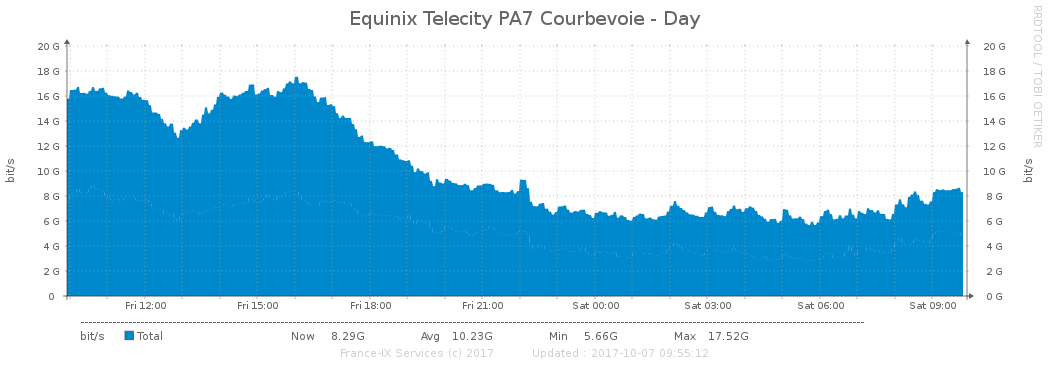 Equinix Telecity PA7 Courbevoie - Day
RRDTOOL / TOBI OETIKER
bit/s
20 G 20 G
18 G 18 G
16 G 16 G
14 G 14 G
12 G 12 G
10 G 10 G
8 G 8 G
6 G 6 G
4 G 4 G
2 G 2 G
0 0 G
bit/s
Fri 12:00 Fri 15:00 Fri 18:00 Fri 21:00 Sat 00:00 Sat 03:00 Sat 06:00 Sat 09:00
bit/s Total Now 8.29G Avg 10.23G Min 5.66G Max 17.52G
France-IX Services (c) 2017 Updated : 2017-10-07 09:55:12